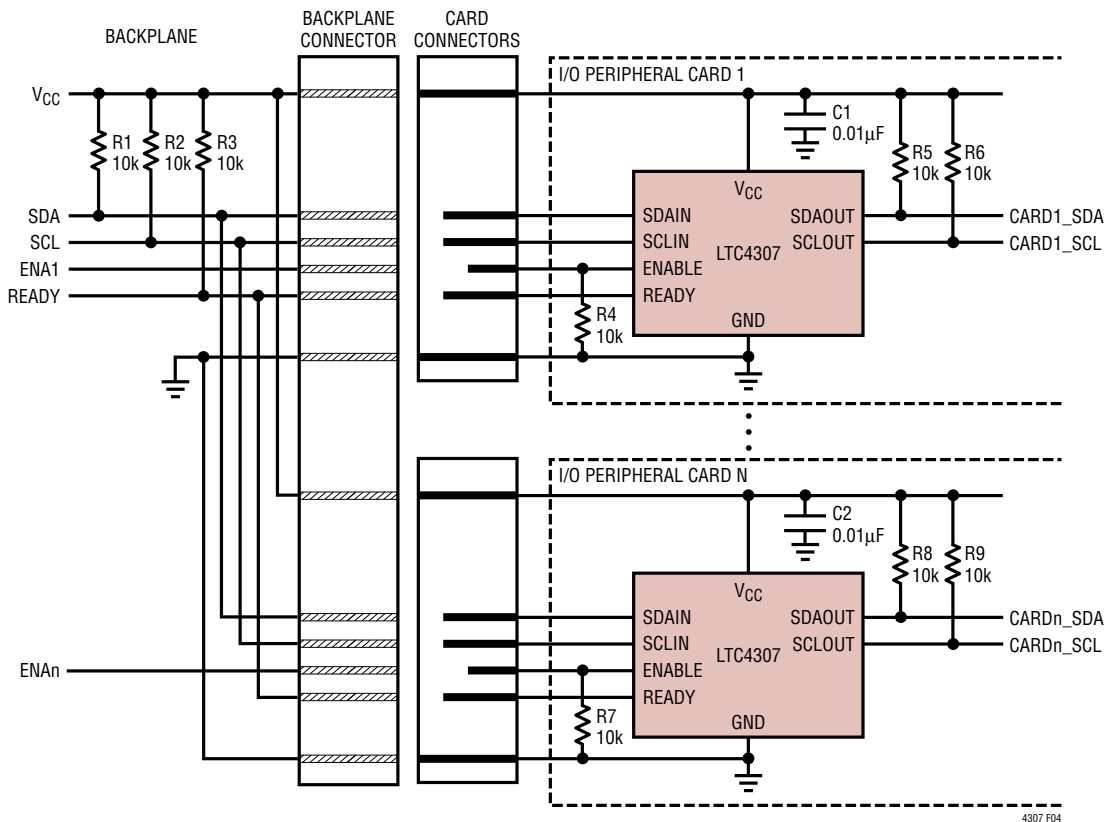 BACKPLANE
BACKPLANE
CONNECTOR
CARD
CONNECTORS
I/O PERIPHERAL CARD 1
VCC
R1
10k
R2
10k
R3
10k
C1
0.01μF
R5
10k
R6
10k
SDA
SCL
ENA1
READY
VCC
SDAIN
SCLIN
ENABLE
READY
SDAOUT
SCLOUT
LTC4307
GND
CARD1_SDA
CARD1_SCL
R4
10k
I/O PERIPHERAL CARD N
C2
0.01μF
R8
10k
R9
10k
ENAn
VCC
SDAIN
SCLIN
ENABLE
READY
SDAOUT
SCLOUT
LTC4307
GND
CARDn_SDA
CARDn_SCL
R7
10k
4307 F04